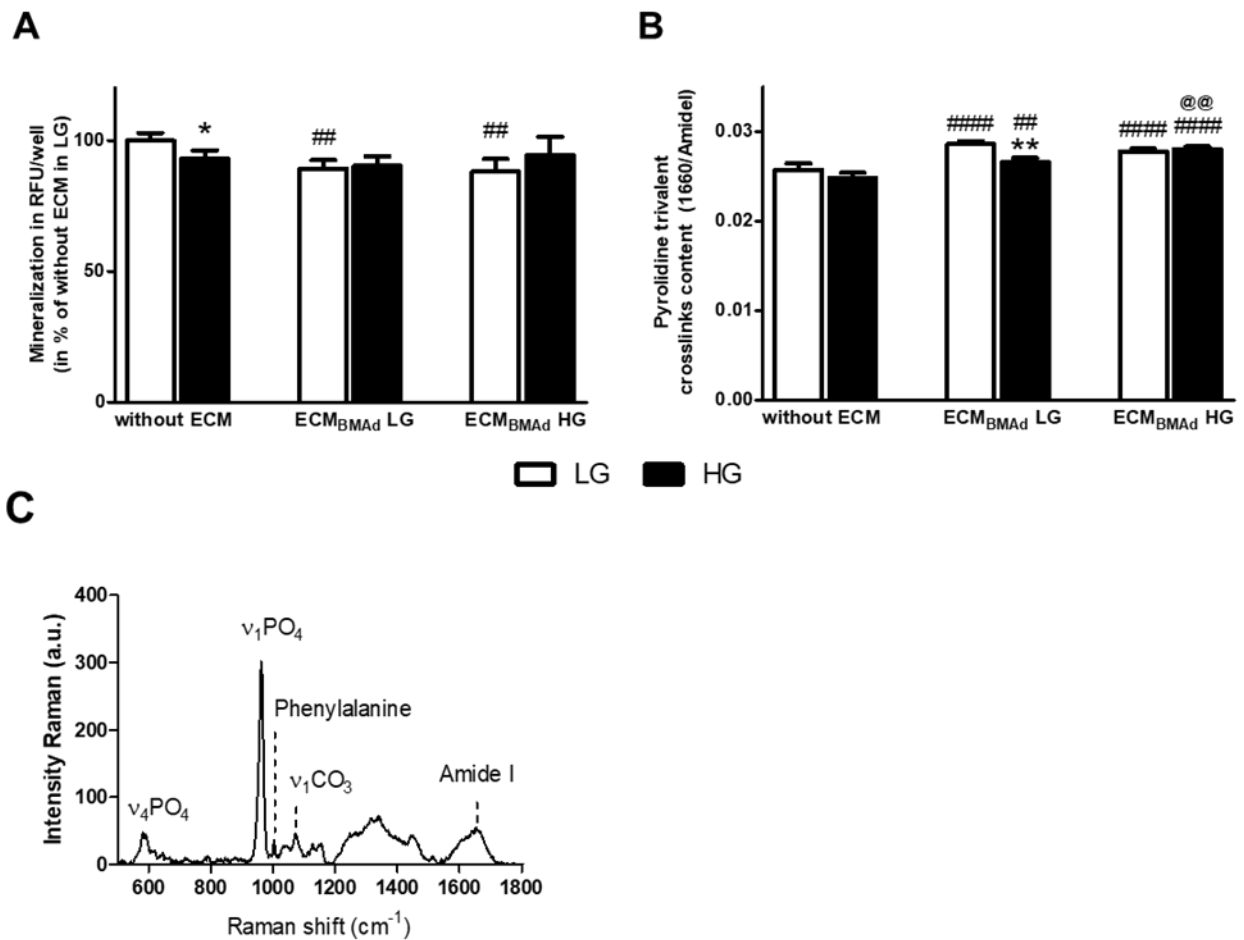 A
Mineralization in RFU/well
(in % of without ECM in LG)
100
50
0
*
##
##
without ECM
ECMBMAd LG
ECMBMAd HG
B
Pyrolidine trivalent
crosslinks content (1660/AmideI)
0.03
0.02
0.01
0.00
@@
#### ## #### ####
**
without ECM
ECMBMAd LG
ECMBMAd HG
LG HG
C
Intensity Raman (a.u.)
400
300
200
100
0
ν1PO4
Phenylalanine
ν1CO3
Amide I
ν4PO4
600 800 1000 1200 1400 1600 1800
Raman shift (cm-1)